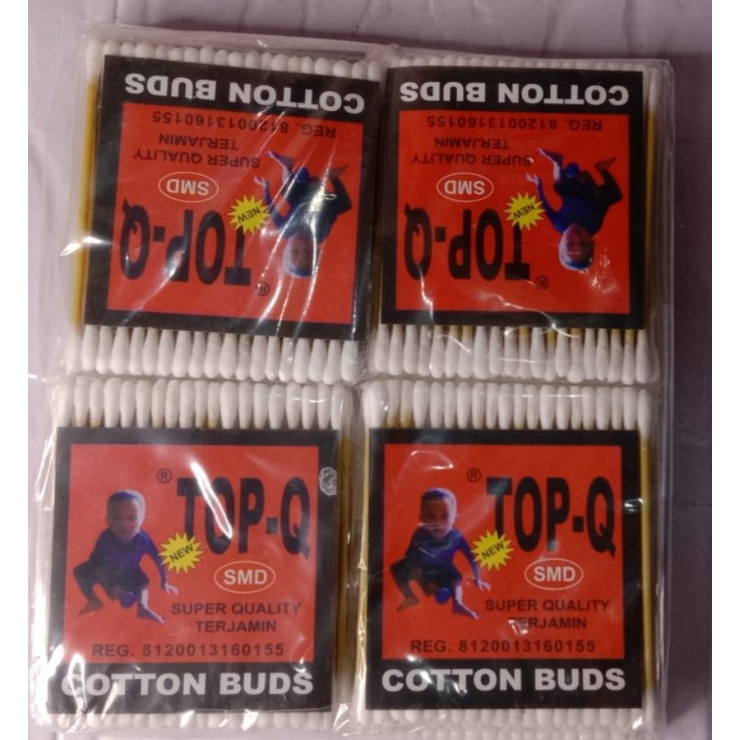 COTTON BUDS
REG. 8120013160155
SUPER QUALITY
TERJAMIN
SMD
NEW
TOP-Q
®
COTTON BUDS
REG. 8120013160155
SUPER QUALITY
TERJAMIN
SMD
NEW
TOP-Q
®
® TOP-Q
NEW
SMD
SUPER QUALITY
TERJAMIN
REG. 8120013160155
COTTON BUDS
® TOP-Q
NEW
SMD
SUPER QUALITY
TERJAMIN
REG. 8120013160155
COTTON BUDS